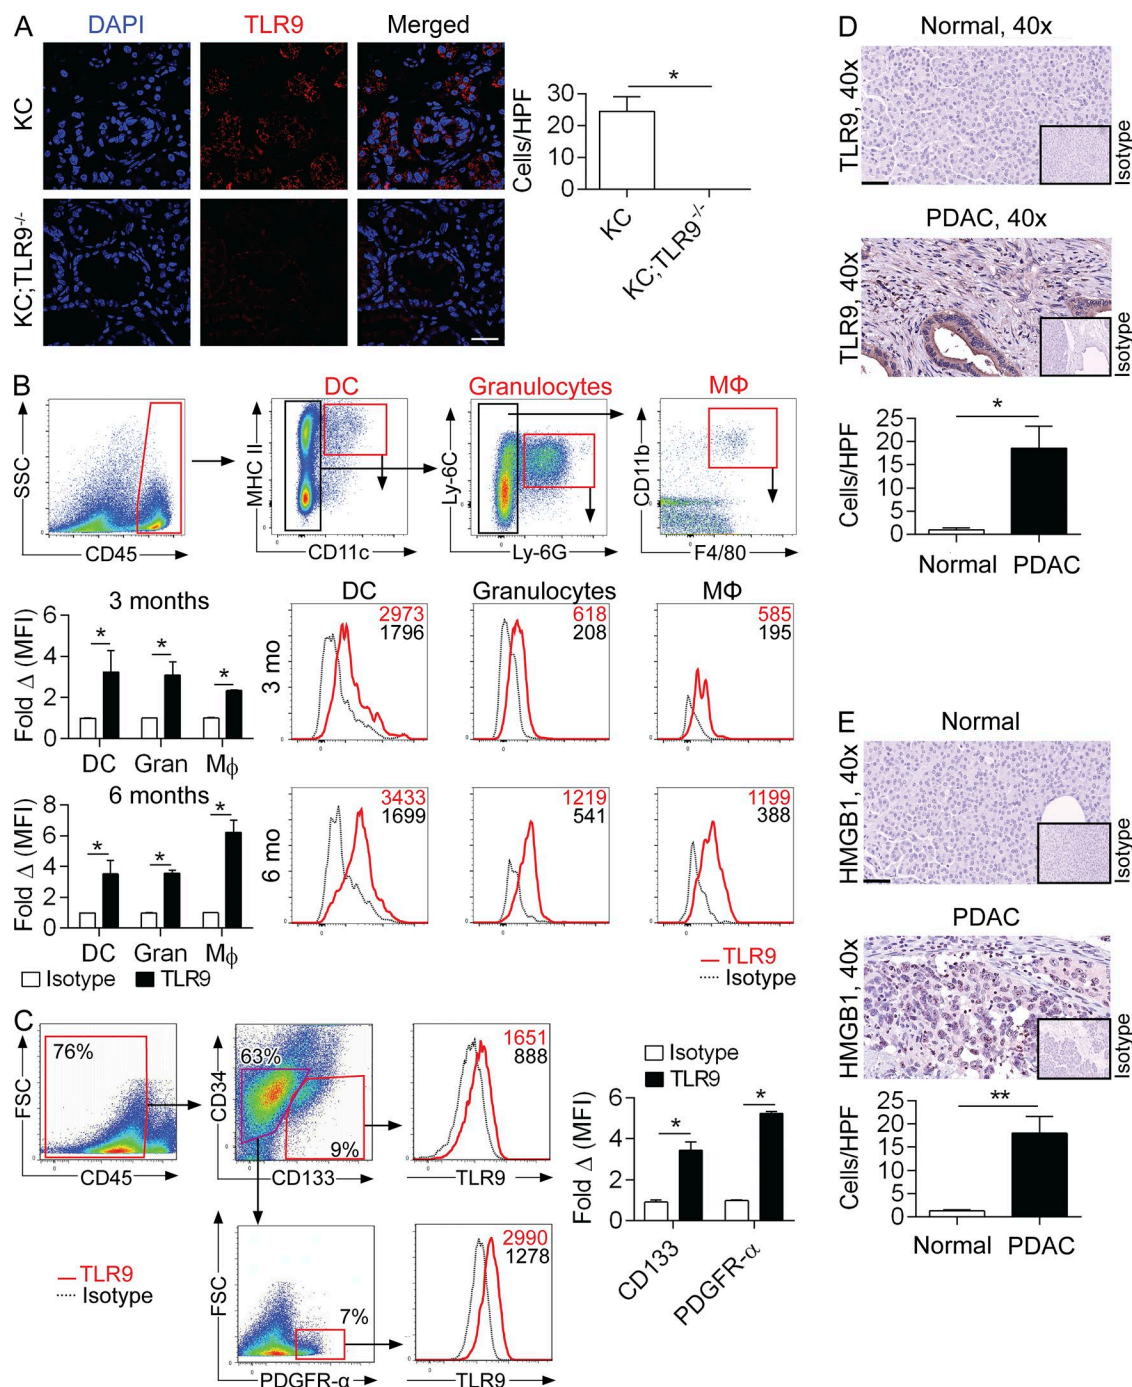 A
DAPI
TLR9
Merged
KC
KC;TLR9-/-
Cells/HPF
30
20
10
0
*
KC
KC;TLR9-/-
B
SSC
CD45
DC
MHC II
CD11c
Granulocytes
Ly-6C
Ly-6G
MΦ
CD11b
F4/80
3 months
Fold Δ (MFI)
6
4
2
0
* * *
DC Gran Mϕ
6 months
Fold Δ (MFI)
8
6
4
2
0
* * *
DC Gran Mϕ
Isotype TLR9
DC Granulocytes MΦ
3 mo
2973
1796
618
208
585
195
6 mo
3433
1699
1219
541
1199
388
TLR9
Isotype
C
FSC
76%
CD45
CD34
63%
9%
CD133
1651
888
TLR9
FSC
7%
PDGFR-α
2990
1278
TLR9
TLR9
Isotype
Isotype
TLR9
Fold Δ (MFI)
6
4
2
0
* *
CD133
PDGFR-α
D
Normal, 40x
TLR9, 40x
Isotype
PDAC, 40x
TLR9, 40x
Isotype
Cells/HPF
25
20
15
10
5
0
*
Normal PDAC
E
Normal
HMGB1, 40x
Isotype
PDAC
HMGB1, 40x
Isotype
Cells/HPF
25
20
15
10
5
0
**
Normal PDAC